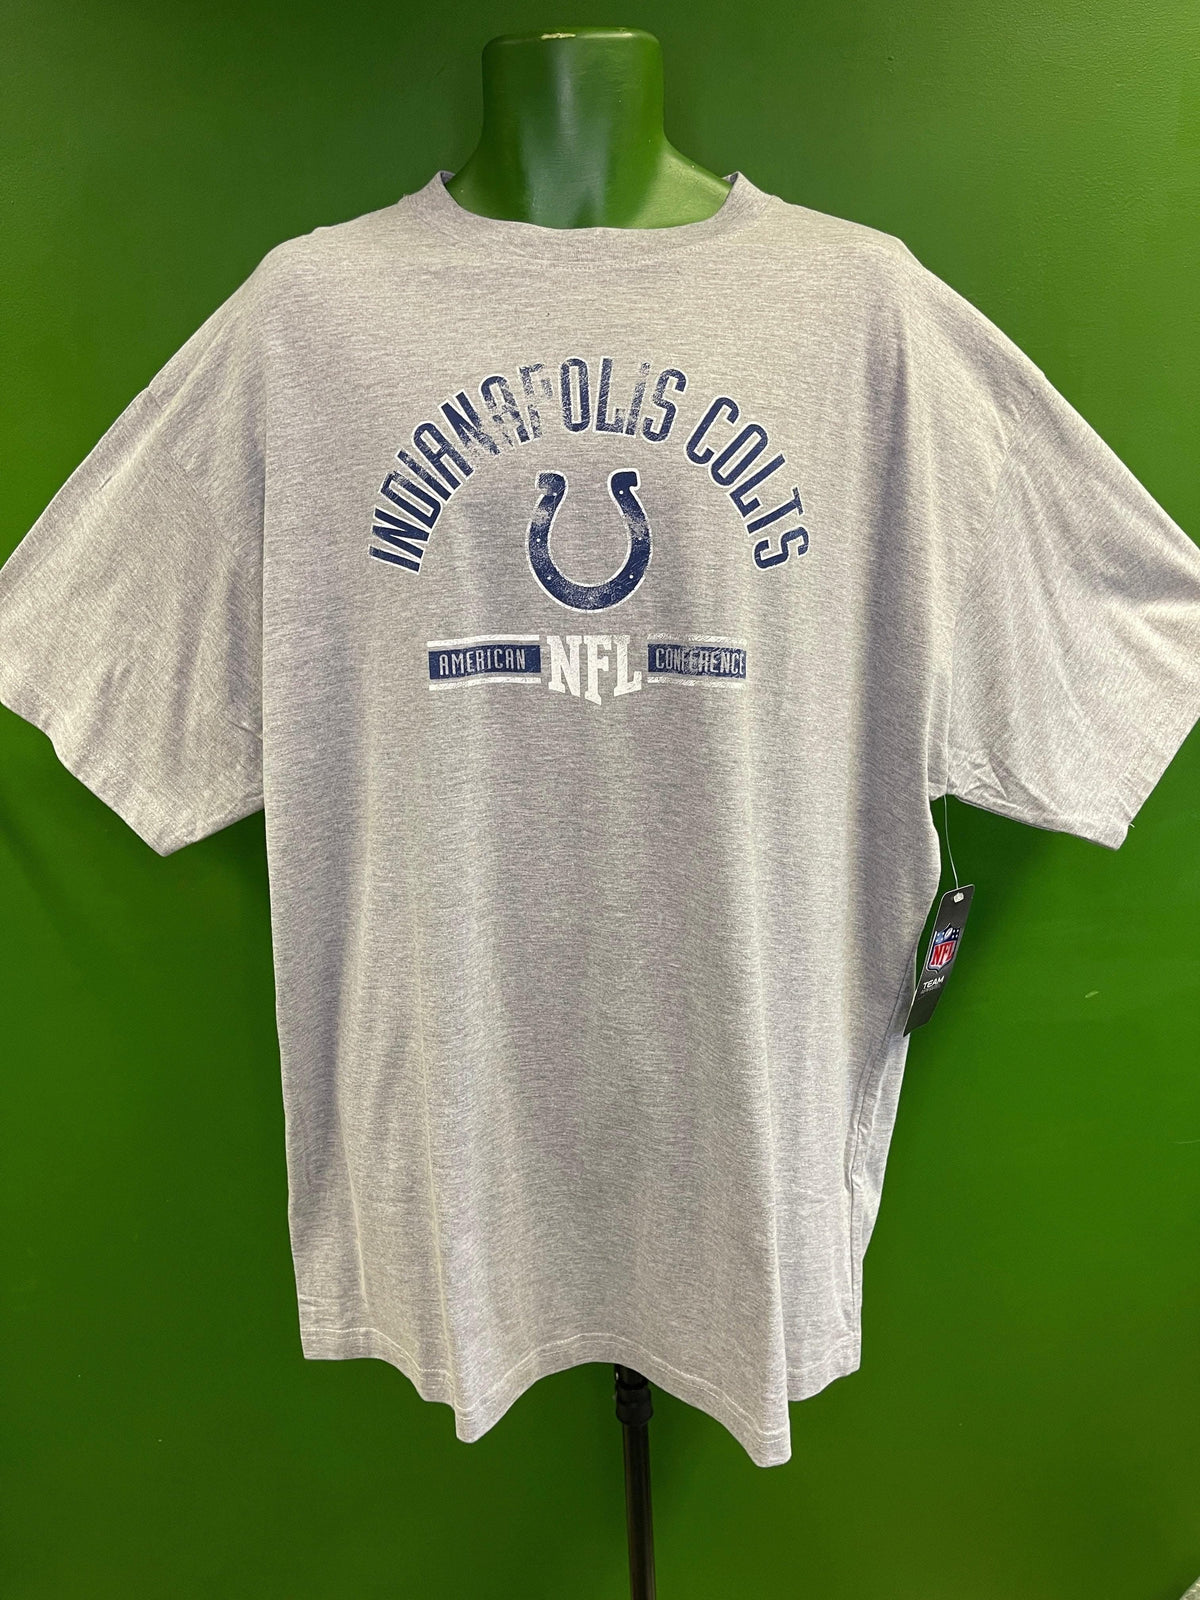 INDIANAPOLiS COLTS
AMERICAN NFL CONFERENCE
NFL
TEAM